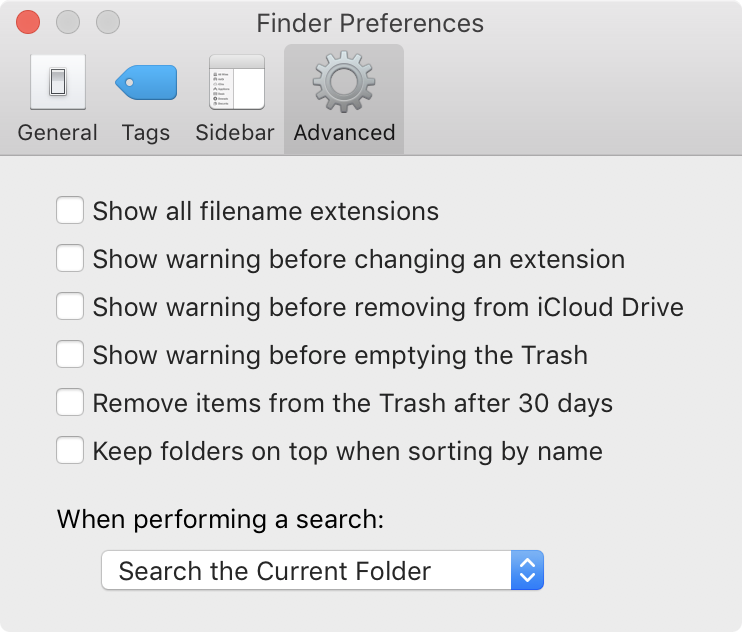 Finder Preferences
General Tags Sidebar Advanced
Show all filename extensions
Show warning before changing an extension
Show warning before removing from iCloud Drive
Show warning before emptying the Trash
Remove items from the Trash after 30 days
Keep folders on top when sorting by name
When performing a search:
Search the Current Folder